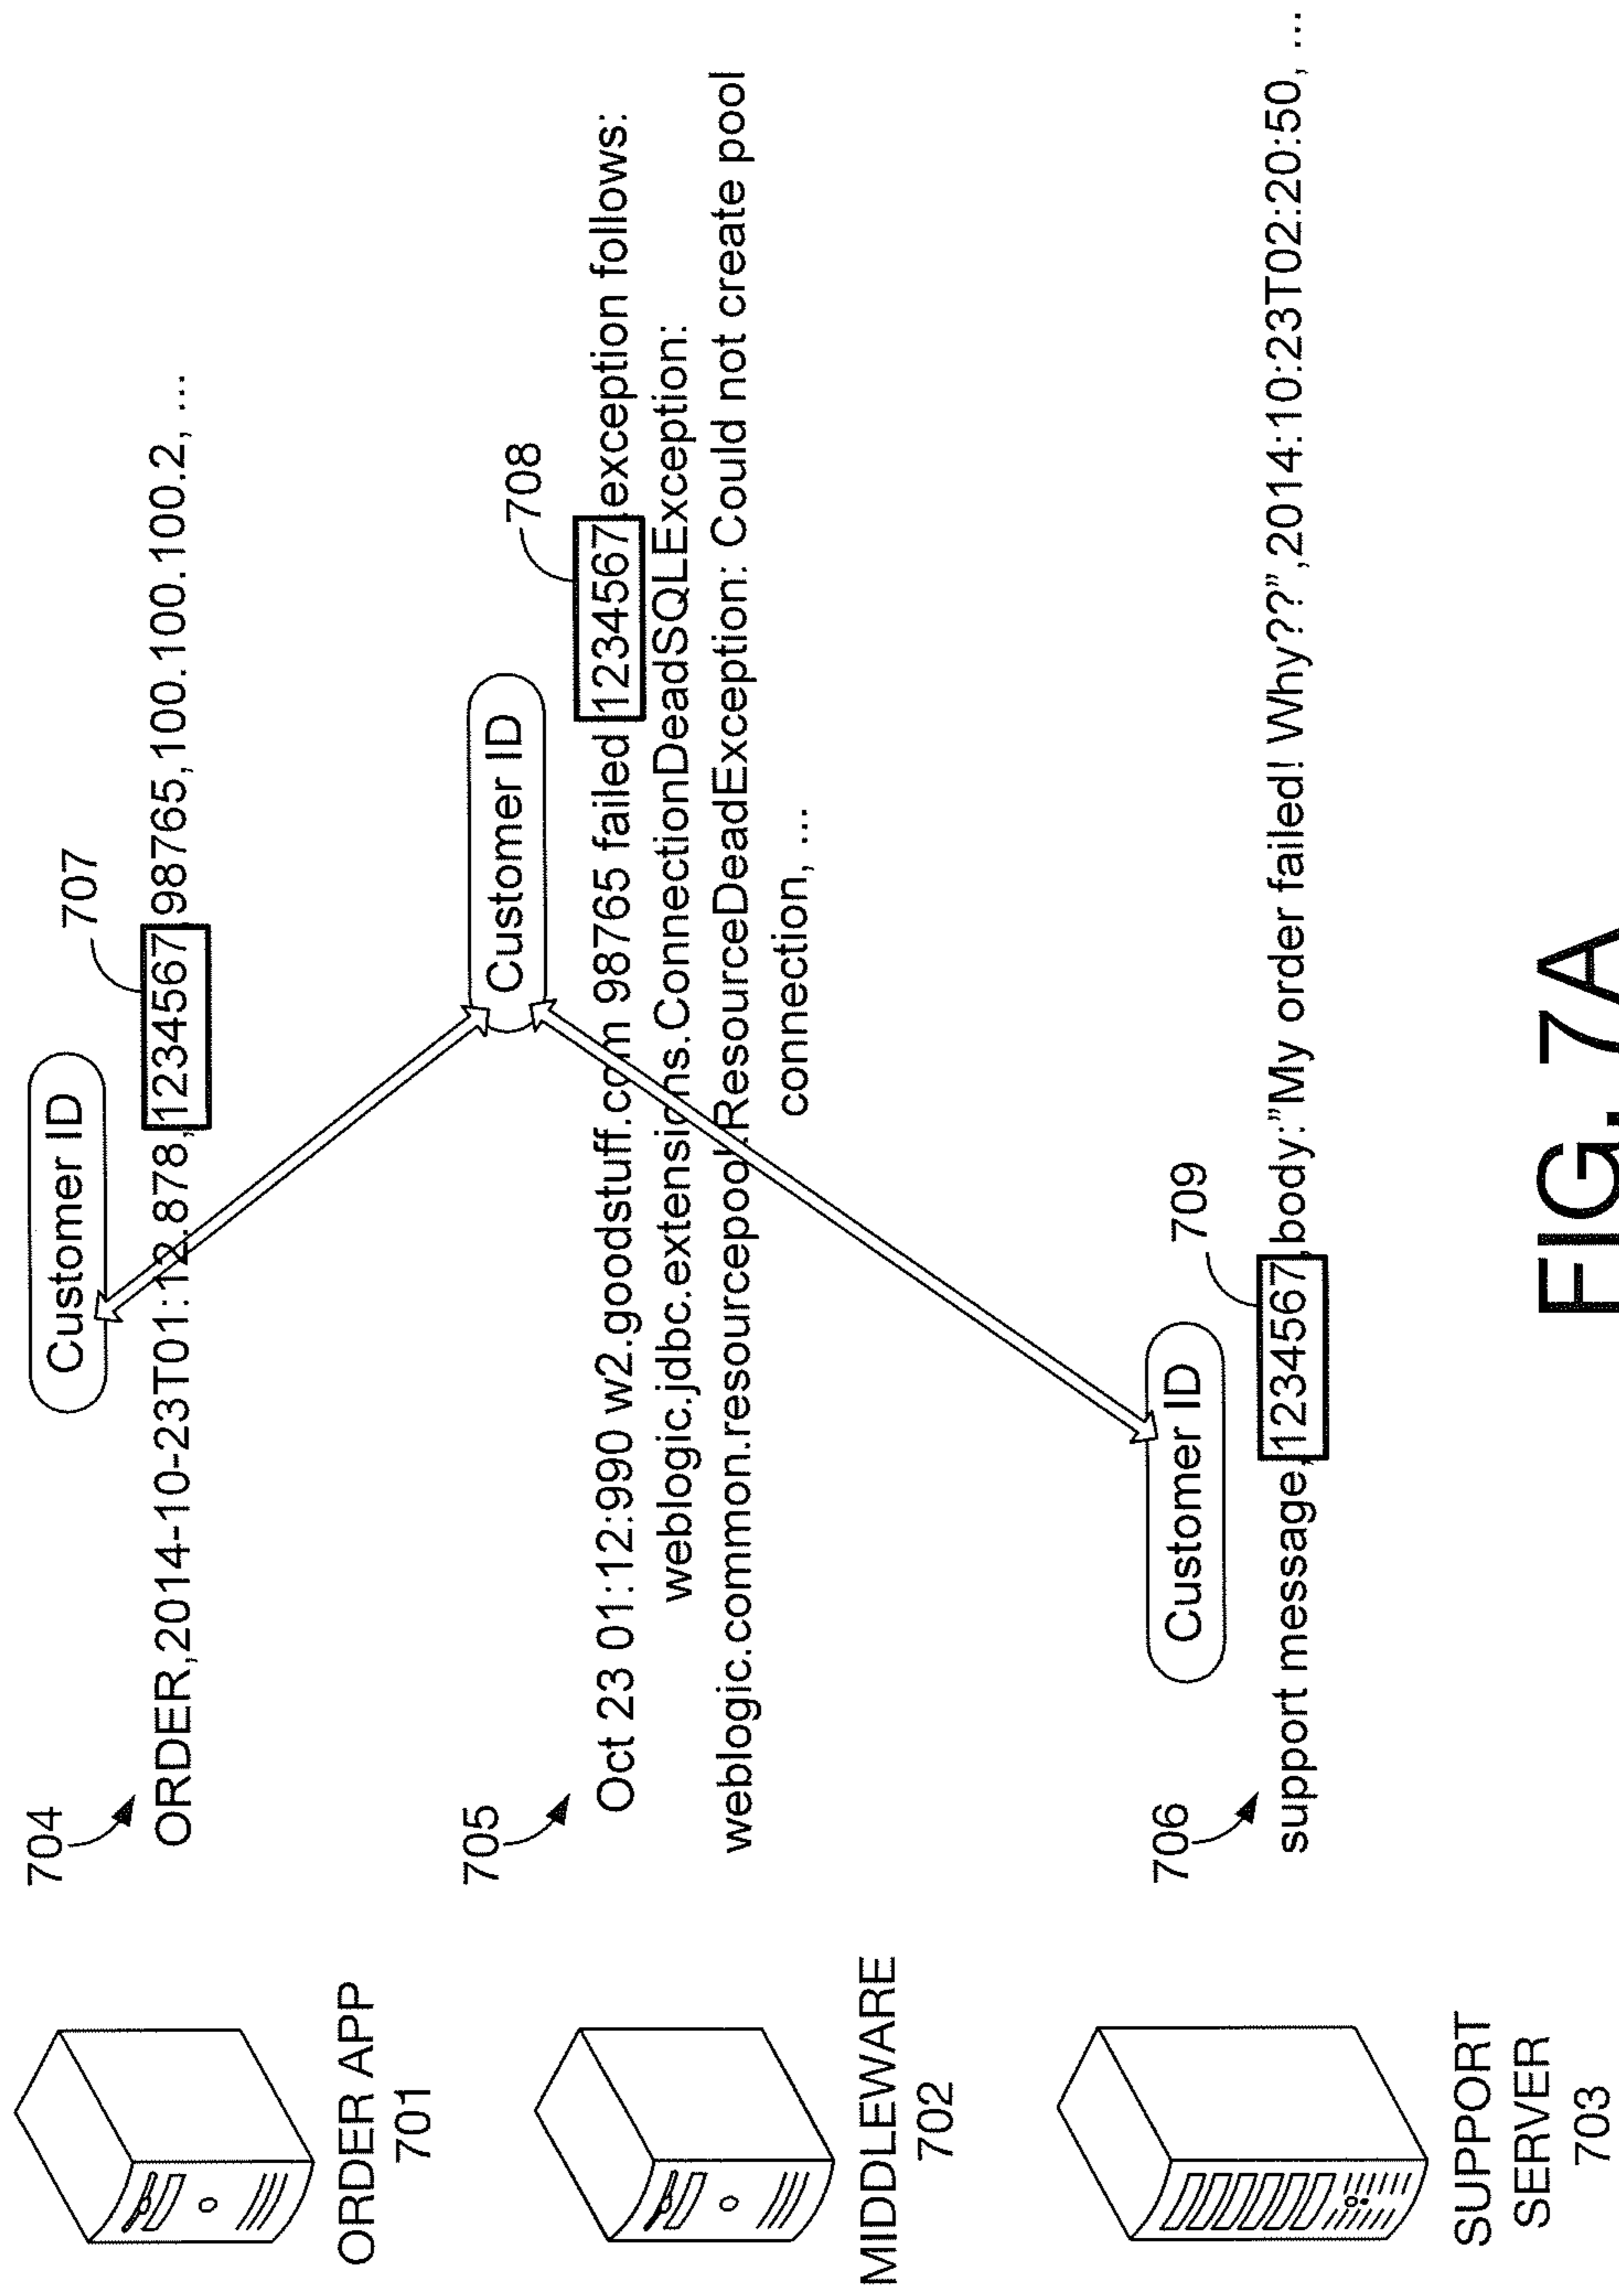 704
Customer ID
707
ORDER,2014-10-23T01:12.878,1234567,98765,100.100.100.2, ...
ORDER APP
701
705
Customer ID
708
Oct 23 01:12:990 w2.goodstuff.com 98765 failed 1234567 exception follows:
weblogic.jdbc.extensions.ConnectionDeadSQLException:
weblogic.common.resourcepool.ResourceDeadException: Could not create pool
connection, ...
MIDDLEWARE
702
706
Customer ID
709
support message,1234567,body:”My order failed! Why???”,2014:10:23T02:20:50, ...
SUPPORT
SERVER
703
FIG. 7A